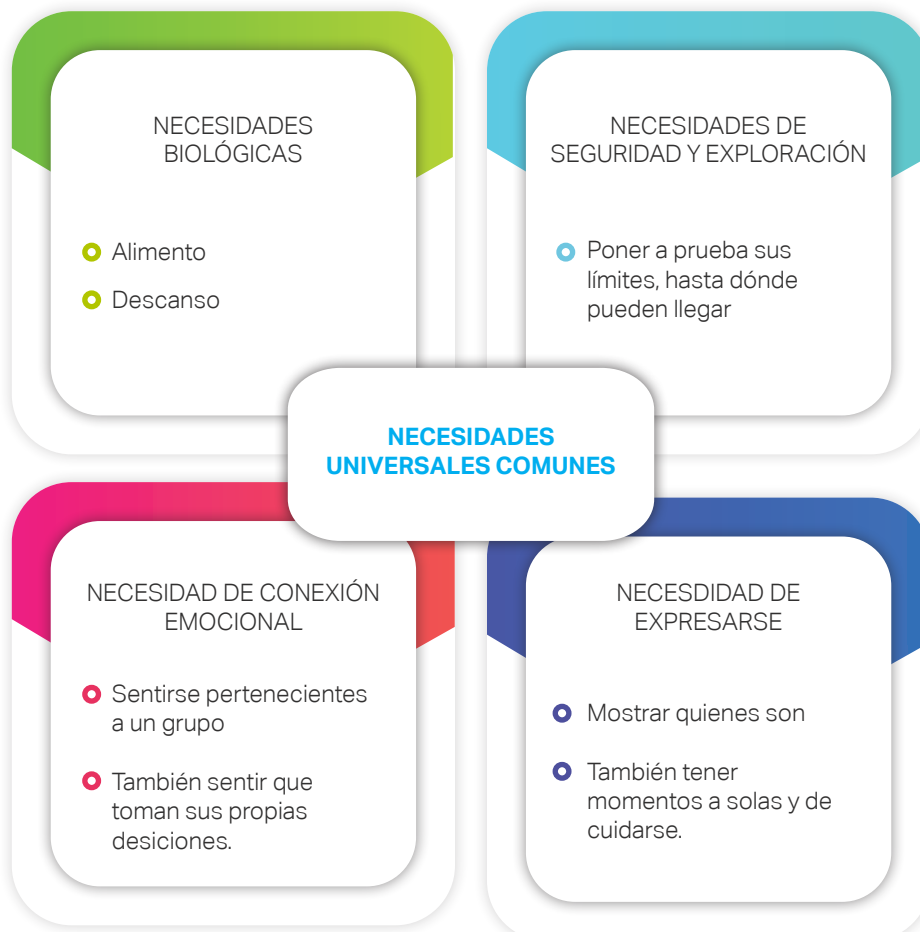 NECESIDADES
BIOLÓGICAS
Alimento
Descanso
NECESIDADES DE
SEGURIDAD Y EXPLORACIÓN
Poner a prueba sus
límites, hasta dónde
pueden llegar
NECESIDADES
UNIVERSALES COMUNES
NECESIDAD DE CONEXIÓN
EMOCIONAL
Sentirse pertenecientes
a un grupo
También sentir que
toman sus propias
desiciones.
NECESDIDAD DE
EXPRESARSE
Mostrar quienes son
También tener
momentos a solas y de
cuidarse.